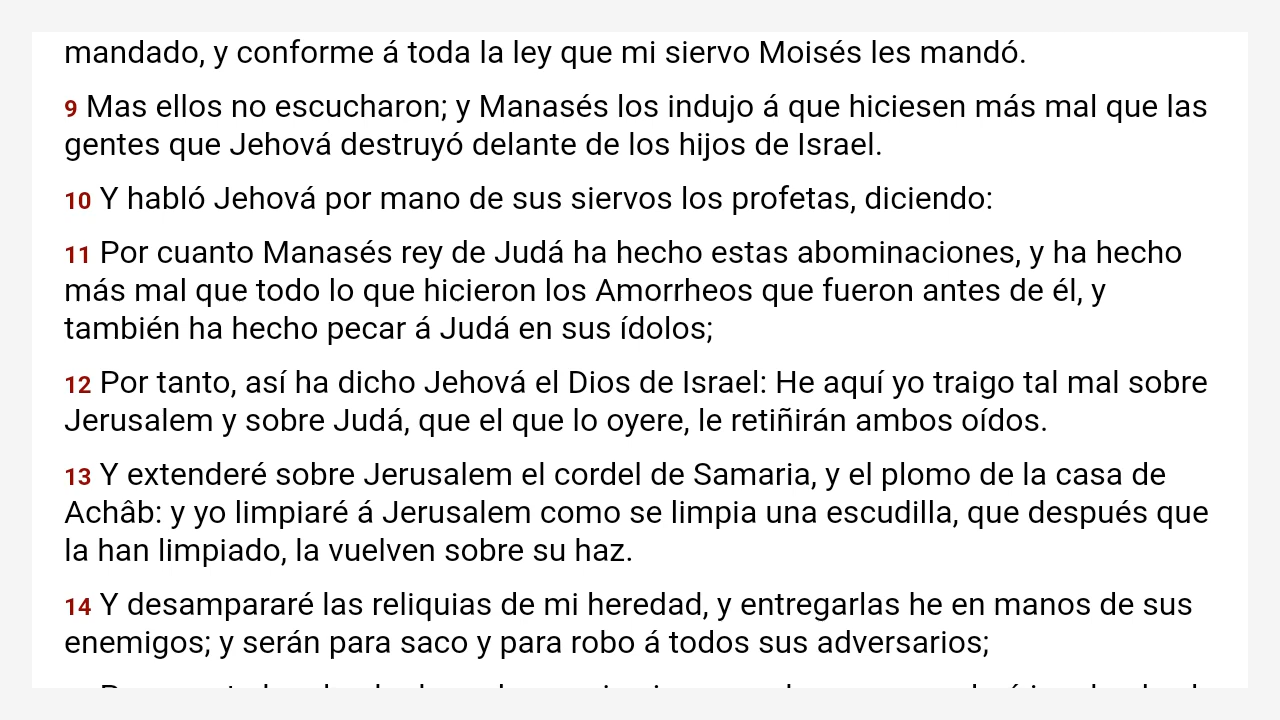 mandado, y conforme á toda la ley que mi siervo Moisés les mandó.
9 Mas ellos no escucharon; y Manasés los indujo á que hiciesen más mal que las
gentes que Jehová destruyó delante de los hijos de Israel.
10 Y habló Jehová por mano de sus siervos los profetas, diciendo:
11 Por cuanto Manasés rey de Judá ha hecho estas abominaciones, y ha hecho
más mal que todo lo que hicieron los Amorrheos que fueron antes de él, y
también ha hecho pecar á Judá en sus ídolos;
12 Por tanto, así ha dicho Jehová el Dios de Israel: He aquí yo traigo tal mal sobre
Jerusalem y sobre Judá, que el que lo oyere, le retiñirán ambos oídos.
13 Y extenderé sobre Jerusalem el cordel de Samaria, y el plomo de la casa de
Achâb: y yo limpiaré á Jerusalem como se limpia una escudilla, que después que
la han limpiado, la vuelven sobre su haz.
14 Y desampararé las reliquias de mi heredad, y entregarlas he en manos de sus
enemigos; y serán para saco y para robo á todos sus adversarios;